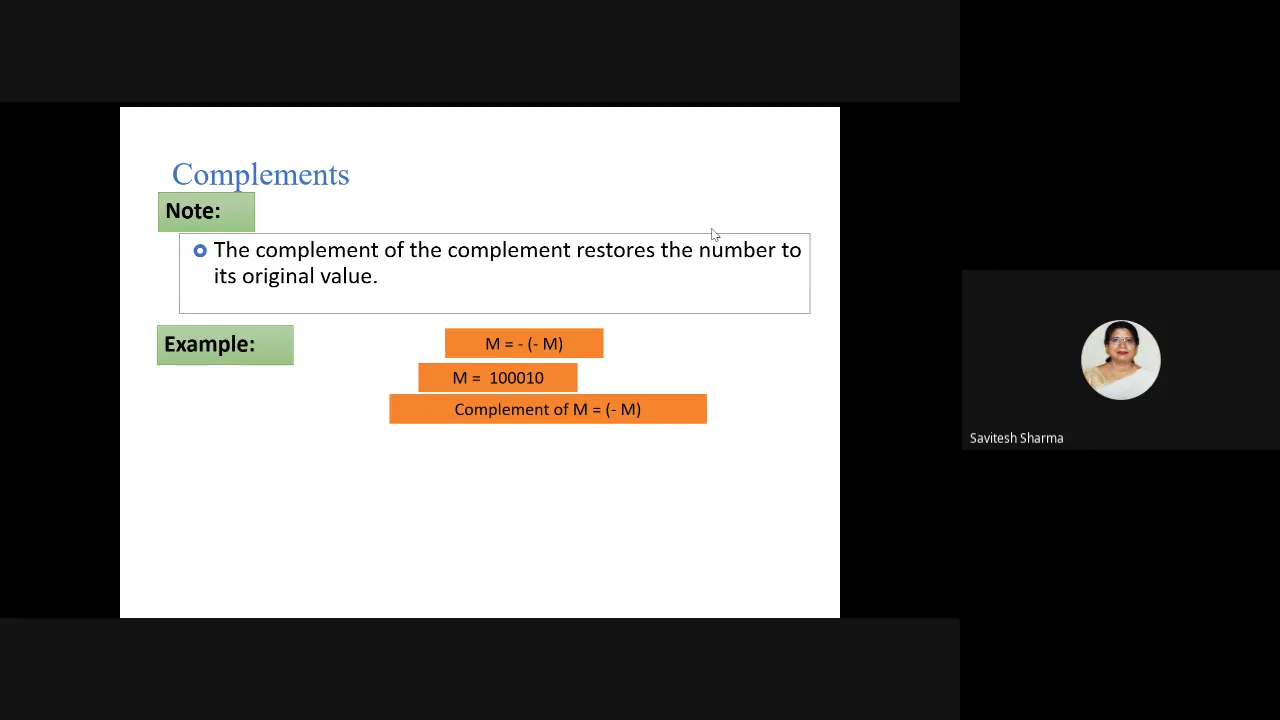 Complements
Note:
The complement of the complement restores the number to
its original value.
Example:
M = - (- M)
M = 100010
Complement of M = (- M)
Savitesh Sharma